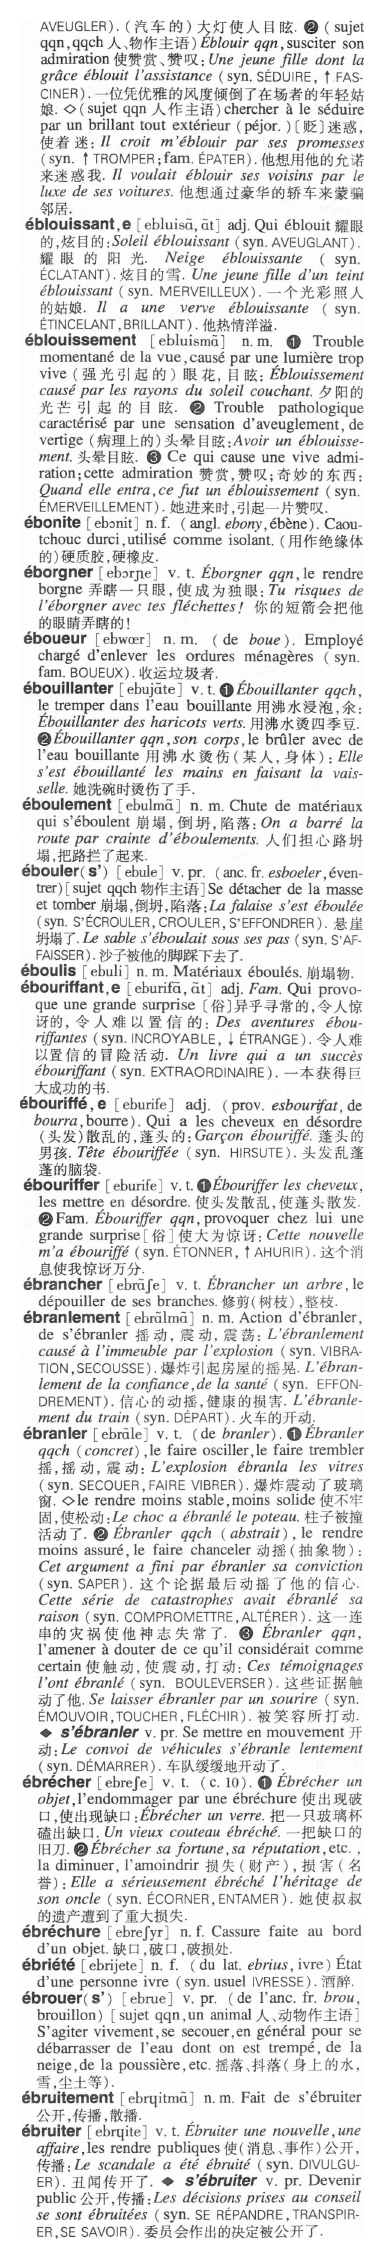 AVEUGLER). (汽车的)大灯使人目眩. ❷ (sujet
qqn, qqch 人、物作主语) Éblouir qqn, susciter son
admiration 使赞赏、赞叹: Une jeune fille dont la
grâce éblouit l'assistance (syn. SÉDUIRE, ↑ FAS-
CINER). 一位凭优雅的风度倾倒了在场者的年轻姑
娘. ◇ (sujet qqn 人作主语) chercher à le séduire
par un brillant tout extérieur (péjor.) [贬]迷惑,
使着迷: Il croit m'éblouir par ses promesses
(syn. ↑ TROMPER; fam. ÉPATER). 他想用他的允诺
来迷惑我. Il voulait éblouir ses voisins par le
luxe de ses voitures. 他想通过豪华的轿车来蒙骗
邻居.
éblouissant, e [ebluisɑ̃, ɑ̃t] adj. Qui éblouit 耀眼
的, 炫目的: Soleil éblouissant (syn. AVEUGLANT).
耀眼的阳光. Neige éblouissante (syn.
ÉCLATANT). 炫目的雪. Une jeune fille d'un teint
éblouissant (syn. MERVEILLEUX). 一个光彩照人
的姑娘. Il a une verve éblouissante (syn.
ÉTINCELANT, BRILLANT). 他热情洋溢.
éblouissement [ebluismɑ̃] n. m. ❶ Trouble
momentané de la vue, causé par une lumière trop
vive (强光引起的)眼花, 目眩: Éblouissement
causé par les rayons du soleil couchant. 夕阳的
光芒引起的目眩. ❷ Trouble pathologique
caractérisé par une sensation d'aveuglement, de
vertige (病理上的)头晕目眩: Avoir un éblouisse-
ment. 头晕目眩. ❸ Ce qui cause une vive admi-
ration; cette admiration 赞赏, 赞叹; 奇妙的东西:
Quand elle entra, ce fut un éblouissement (syn.
ÉMERVEILLEMENT). 她进来时, 引起一片赞叹.
ébonite [ebɔnit] n. f. (angl. ebony, ébène). Caou-
tchouc durci, utilisé comme isolant. (用作绝缘体
的)硬质胶, 硬橡皮.
éborgner [ebɔrɲe] v. t. Éborgner qqn, le rendre
borgne 弄瞎一只眼, 使成为独眼: Tu risques de
l'éborgner avec tes fléchettes! 你的短箭会把他
的眼睛弄瞎的!
éboueur [ebwœr] n. m. (de boue). Employé
chargé d'enlever les ordures ménagères (syn.
fam. BOUEUX). 收运垃圾者.
ébouillanter [ebujɑ̃te] v. t. ❶ Ébouillanter qqch,
le tremper dans l'eau bouillante 用沸水浸泡, 汆:
Ébouillanter des haricots verts. 用沸水烫四季豆.
❷ Ébouillanter qqn, son corps, le brûler avec de
l'eau bouillante 用沸水烫伤(某人, 身体): Elle
s'est ébouillanté les mains en faisant la vais-
selle. 她洗碗时烫伤了手.
éboulement [ebulmɑ̃] n. m. Chute de matériaux
qui s'éboulent 崩塌, 倒坍, 陷落: On a barré la
route par crainte d'éboulements. 人们担心路坍
塌, 把路拦了起来.
ébouler(s') [ebule] v. pr. (anc. fr. esboeler, éven-
trer) [sujet qqch 物作主语] Se détacher de la masse
et tomber 崩塌, 倒坍, 陷落: La falaise s'est éboulée
(syn. S'ÉCROULER, CROULER, S'EFFONDRER). 悬崖
坍塌了. Le sable s'éboulait sous ses pas (syn. S'AF-
FAISSER). 沙子被他的脚踩下去了.
éboulis [ebuli] n. m. Matériaux éboulés. 崩塌物.
ébouriffant, e [eburifɑ̃, ɑ̃t] adj. Fam. Qui provo-
que une grande surprise [俗]异乎寻常的, 令人惊
讶的, 令人难以置信的: Des aventures ébou-
riffantes (syn. INCROYABLE, ↓ ÉTRANGE). 令人难
以置信的冒险活动. Un livre qui a un succès
ébouriffant (syn. EXTRAORDINAIRE). 一本获得巨
大成功的书.
ébouriffé, e [eburife] adj. (prov. esbourifat, de
bourra, bourre). Qui a les cheveux en désordre
(头发)散乱的, 蓬头的: Garçon ébouriffé. 蓬头的
男孩. Tête ébouriffée (syn. HIRSUTE). 头发乱蓬
蓬的脑袋.
ébouriffer [eburife] v. t. ❶ Ébouriffer les cheveux,
les mettre en désordre. 使头发散乱, 使蓬头散发.
❷ Fam. Ébouriffer qqn, provoquer chez lui une
grande surprise [俗]使大为惊讶: Cette nouvelle
m'a ébouriffé (syn. ÉTONNER, ↑ AHURIR). 这个消
息使我惊讶万分.
ébrancher [ebrɑ̃ʃe] v. t. Ébrancher un arbre, le
dépouiller de ses branches. 修剪(树枝), 整枝.
ébranlement [ebrɑ̃lmɑ̃] n. m. Action d'ébranler,
de s'ébranler 摇动, 震动, 震荡: L'ébranlement
causé à l'immeuble par l'explosion (syn. VIBRA-
TION, SECOUSSE). 爆炸引起房屋的摇晃. L'ébran-
lement de la confiance, de la santé (syn. EFFON-
DREMENT). 信心的动摇, 健康的损害. L'ébranle-
ment du train (syn. DÉPART). 火车的开动.
ébranler [ebrɑ̃le] v. t. (de branler). ❶ Ébranler
qqch (concret), le faire osciller, le faire trembler
摇, 摇动, 震动: L'explosion ébranla les vitres
(syn. SECOUER, FAIRE VIBRER). 爆炸震动了玻璃
窗. ◇ le rendre moins stable, moins solide 使不牢
固, 使松动: Le choc a ébranlé le poteau. 柱子被撞
活动了. ❷ Ébranler qqch (abstrait), le rendre
moins assuré, le faire chanceler 动摇(抽象物):
Cet argument a fini par ébranler sa conviction
(syn. SAPER). 这个论据最后动摇了他的信心.
Cette série de catastrophes avait ébranlé sa
raison (syn. COMPROMETTRE, ALTÉRER). 这一连
串的灾祸使他神志失常了. ❸ Ébranler qqn,
l'amener à douter de ce qu'il considérait comme
certain 使触动, 使震动, 打动: Ces témoignages
l'ont ébranlé (syn. BOULEVERSER). 这些证据触
动了他. Se laisser ébranler par un sourire (syn.
ÉMOUVOIR, TOUCHER, FLÉCHIR). 被笑容所打动.
◆ s'ébranler v. pr. Se mettre en mouvement 开
动: Le convoi de véhicules s'ébranle lentement
(syn. DÉMARRER). 车队缓缓地开动了.
ébrécher [ebreʃe] v. t. (c. 10). ❶ Ébrécher un
objet, l'endommager par une ébréchure 使出现破
口, 使出现缺口: Ébrécher un verre. 把一只玻璃杯
磕出缺口. Un vieux couteau ébréché. 一把缺口的
旧刀. ❷ Ébrécher sa fortune, sa réputation, etc.,
la diminuer, l'amoindrir 损失(财产), 损害(名
誉): Elle a sérieusement ébréché l'héritage de
son oncle (syn. ÉCORNER, ENTAMER). 她使叔叔
的遗产遭到了重大损失.
ébréchure [ebreʃyr] n. f. Cassure faite au bord
d'un objet. 缺口, 破口, 破损处.
ébriété [ebrijete] n. f. (du lat. ebrius, ivre) État
d'une personne ivre (syn. usuel IVRESSE). 酒醉.
ébrouer(s') [ebrue] v. pr. (de l'anc. fr. brou,
brouillon) [sujet qqn, un animal 人、动物作主语]
S'agiter vivement, se secouer, en général pour se
débarrasser de l'eau dont on est trempé, de la
neige, de la poussière, etc. 摇落、抖落(身上的水,
雪, 尘土等).
ébruitement [ebrɥitmɑ̃] n. m. Fait de s'ébruiter
公开, 传播, 散播.
ébruiter [ebrɥite] v. t. Ébruiter une nouvelle, une
affaire, les rendre publiques 使(消息、事作)公开,
传播: Le scandale a été ébruité (syn. DIVULGU-
ER). 丑闻传开了. ◆ s'ébruiter v. pr. Devenir
public 公开, 传播: Les décisions prises au conseil
se sont ébruitées (syn. SE RÉPANDRE, TRANSPIR-
ER, SE SAVOIR). 委员会作出的决定被公开了.